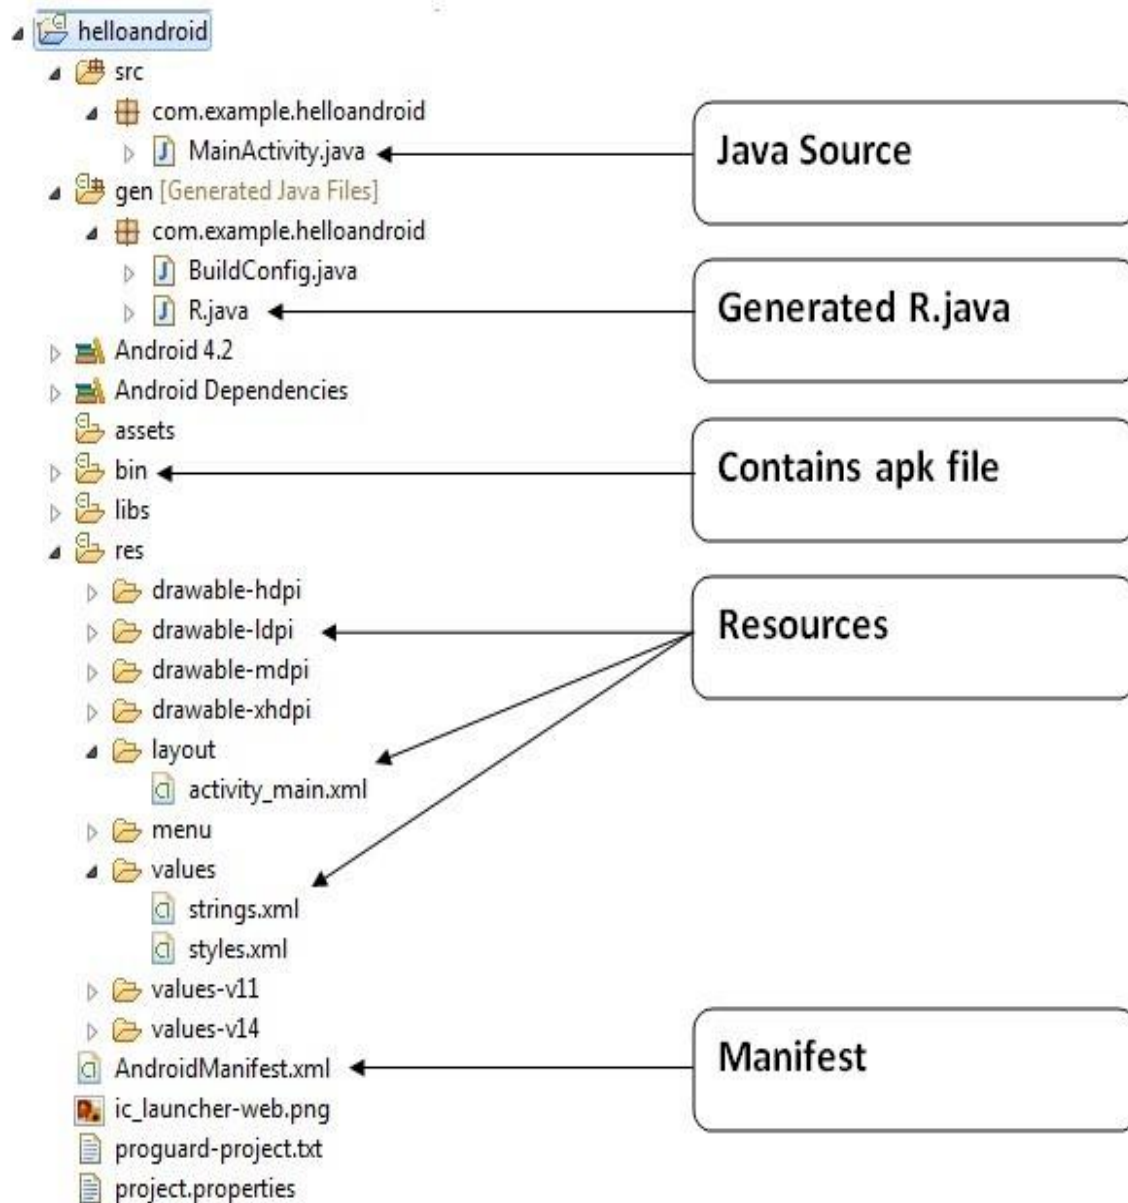 helloandroid
src
com.example.helloandroid
MainActivity.java
Java Source
gen [Generated Java Files]
com.example.helloandroid
BuildConfig.java
R.java
Generated R.java
Android 4.2
Android Dependencies
assets
bin
Contains apk file
libs
res
drawable-hdpi
drawable-ldpi
Resources
drawable-mdpi
drawable-xhdpi
layout
activity_main.xml
menu
values
strings.xml
styles.xml
values-v11
values-v14
AndroidManifest.xml
Manifest
ic_launcher-web.png
proguard-project.txt
project.properties